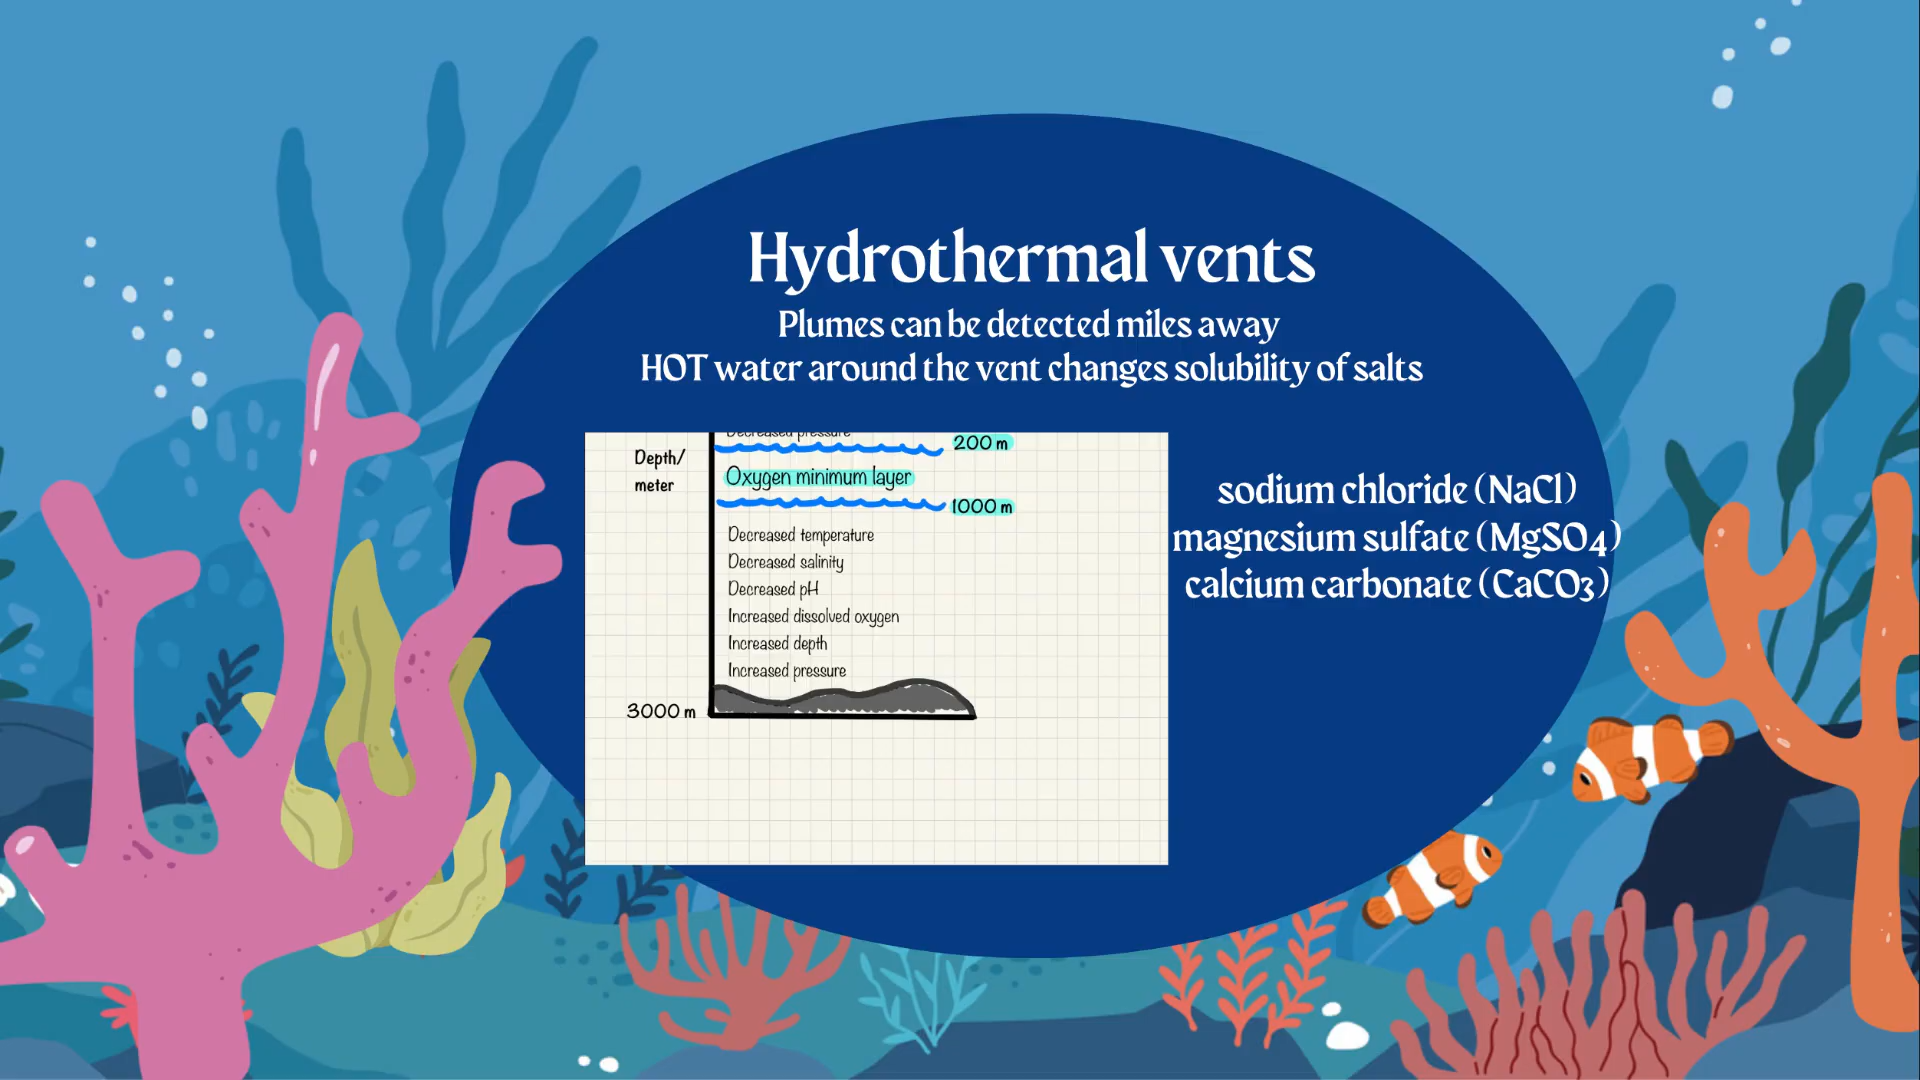 Hydrothermal vents
Plumes can be detected miles away
HOT water around the vent changes solubility of salts
Decreased pressure
200 m
Depth/
meter
Oxygen minimum layer
1000 m
Decreased temperature
Decreased salinity
Decreased pH
Increased dissolved oxygen
Increased depth
Increased pressure
3000 m
sodium chloride (NaCl)
magnesium sulfate (MgSO4)
calcium carbonate (CaCO3)